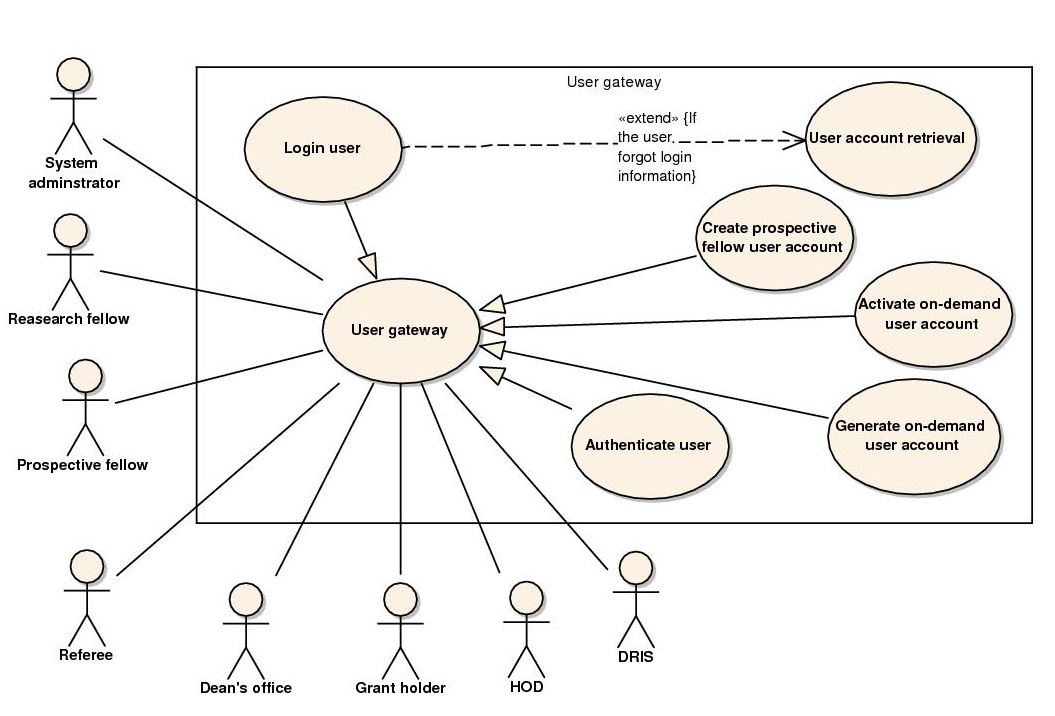 User gateway
«extend» {If
the user
forgot login
information}
Login user
User account retrieval
System
adminstrator
Create prospective
fellow user account
Reasearch fellow
User gateway
Activate on-demand
user account
Prospective fellow
Authenticate user
Generate on-demand
user account
Referee
Dean's office
Grant holder
HOD
DRIS